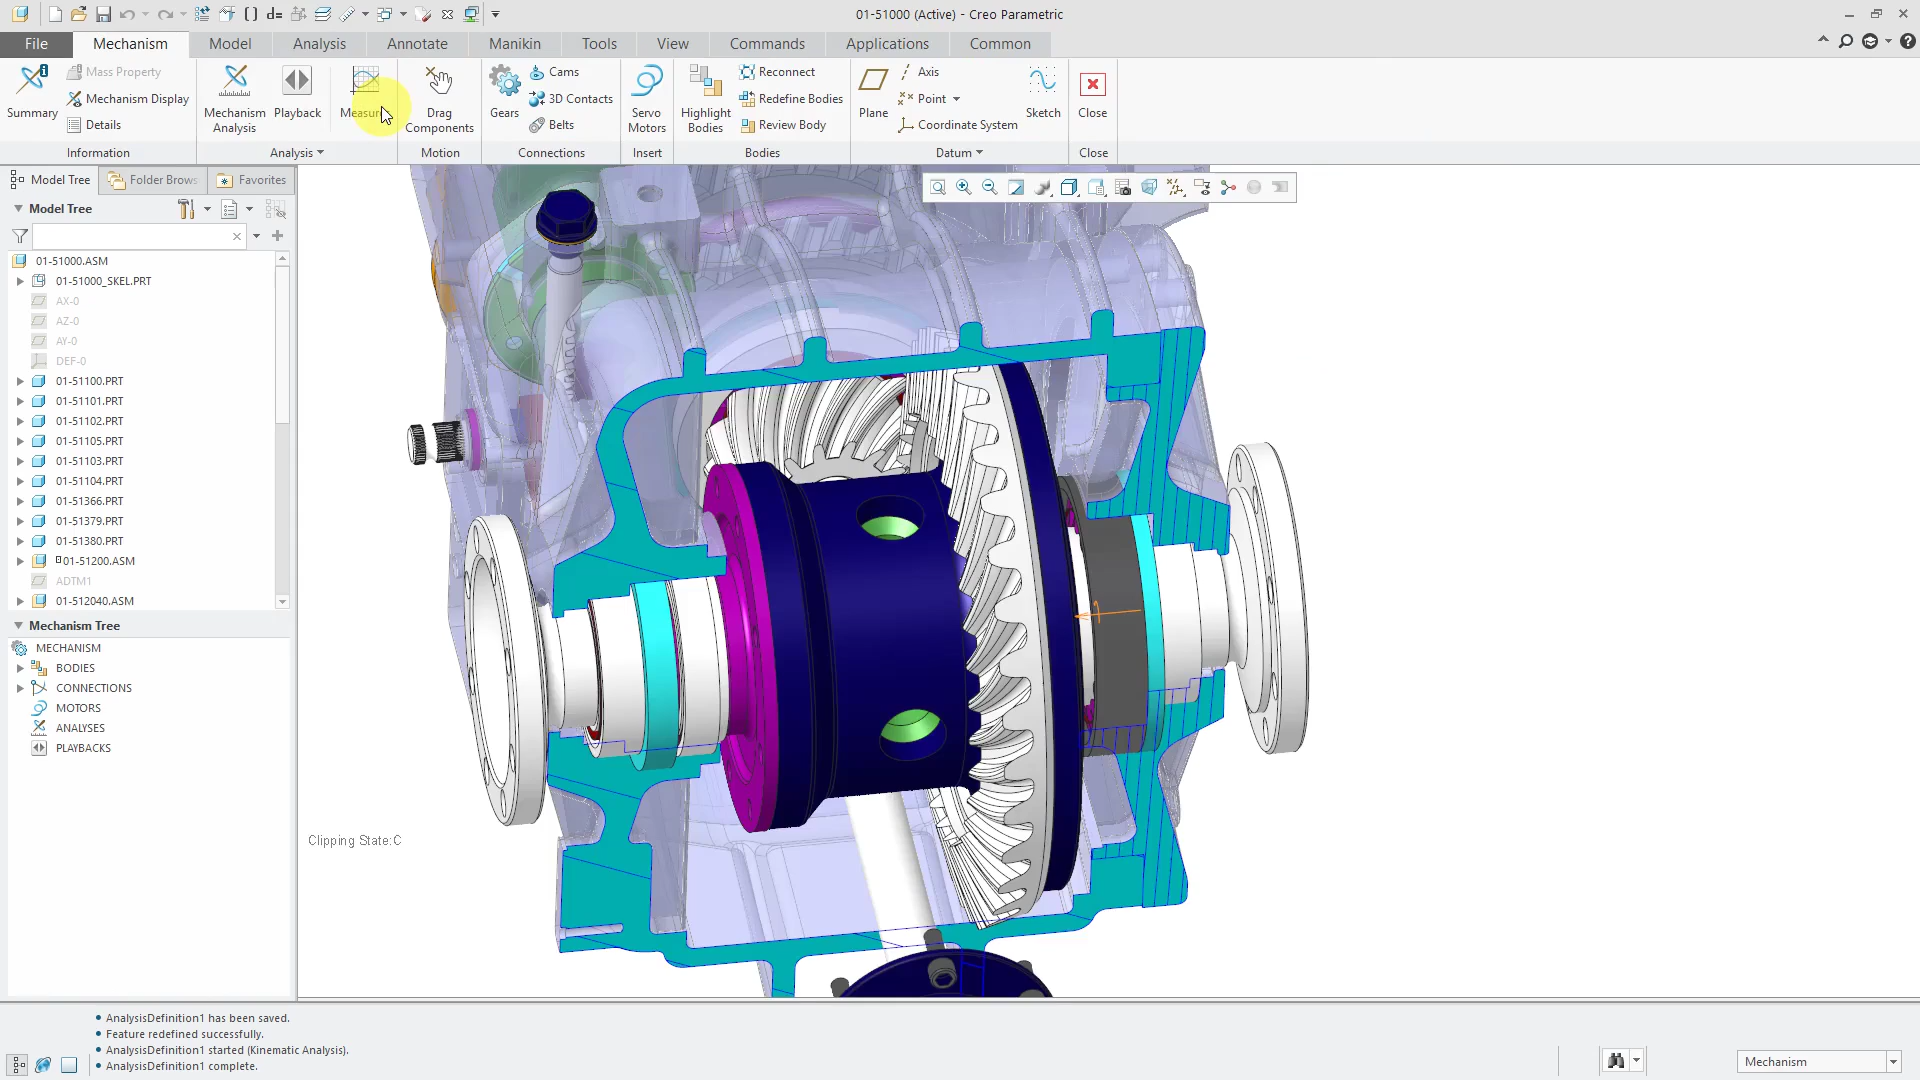 01-51000 (Active) - Creo Parametric
File
Mechanism
Model
Analysis
Annotate
Manikin
Tools
View
Commands
Applications
Common
Summary
Mass Property
Mechanism Display
Details
Information
Mechanism
Analysis
Playback
Measure
Analysis
Drag
Components
Motion
Gears
Cams
3D Contacts
Belts
Connections
Servo
Motors
Insert
Highlight
Bodies
Reconnect
Redefine Bodies
Review Body
Bodies
Plane
Axis
Point
Coordinate System
Sketch
Datum
Close
Close
Model Tree
Folder Brows
Favorites
Model Tree
01-51000.ASM
01-51000_SKEL.PRT
AX-0
AZ-0
AY-0
DEF-0
01-51100.PRT
01-51101.PRT
01-51102.PRT
01-51105.PRT
01-51103.PRT
01-51104.PRT
01-51366.PRT
01-51379.PRT
01-51380.PRT
01-51200.ASM
ADTM1
01-512040.ASM
Mechanism Tree
MECHANISM
BODIES
CONNECTIONS
MOTORS
ANALYSES
PLAYBACKS
Clipping State:C
• AnalysisDefinition1 has been saved.
• Feature redefined successfully.
• AnalysisDefinition1 started (Kinematic Analysis).
• AnalysisDefinition1 complete.
Mechanism